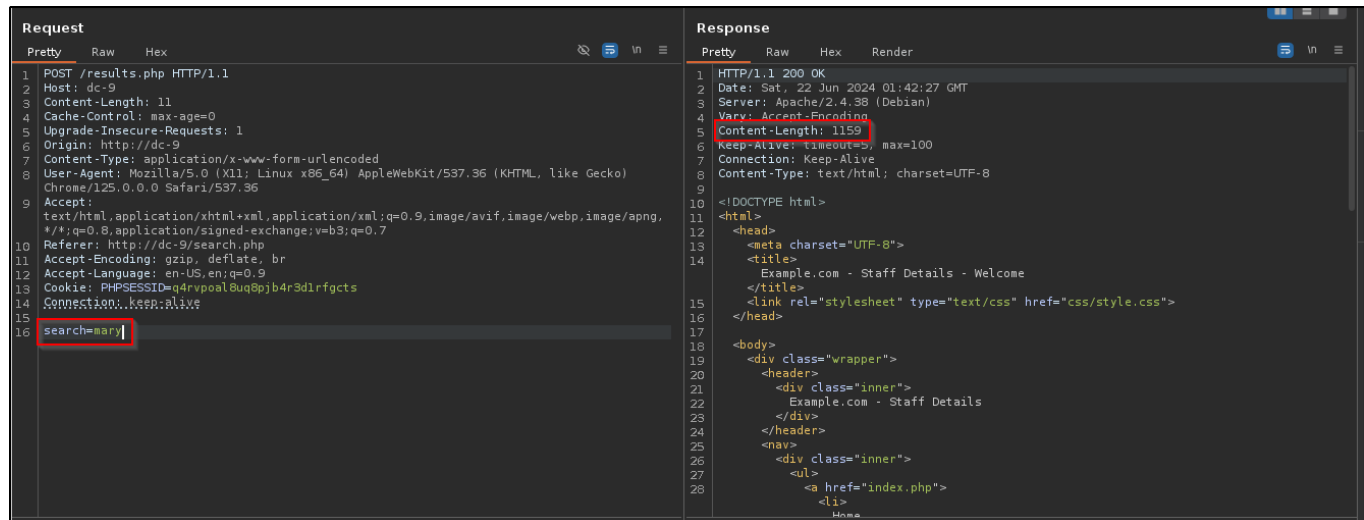 Request
Pretty Raw Hex
\n
1 POST /results.php HTTP/1.1
2 Host: dc-9
3 Content-Length: 11
4 Cache-Control: max-age=0
5 Upgrade-Insecure-Requests: 1
6 Origin: http://dc-9
7 Content-Type: application/x-www-form-urlencoded
8 User-Agent: Mozilla/5.0 (X11; Linux x86_64) AppleWebKit/537.36 (KHTML, like Gecko)
Chrome/125.0.0.0 Safari/537.36
9 Accept:
text/html,application/xhtml+xml,application/xml;q=0.9,image/avif,image/webp,image/apng,
*/*;q=0.8,application/signed-exchange;v=b3;q=0.7
10 Referer: http://dc-9/search.php
11 Accept-Encoding: gzip, deflate, br
12 Accept-Language: en-US,en;q=0.9
13 Cookie: PHPSESSID=q4rvpoal8uq8pjb4r3d1rfgcts
14 Connection: keep-alive
15
16 search=mary
Response
Pretty Raw Hex Render
\n
1 HTTP/1.1 200 OK
2 Date: Sat, 22 Jun 2024 01:42:27 GMT
3 Server: Apache/2.4.38 (Debian)
4 Vary: Accept-Encoding
5 Content-Length: 1159
6 Keep-Alive: timeout=5, max=100
7 Connection: Keep-Alive
8 Content-Type: text/html; charset=UTF-8
9
10 <!DOCTYPE html>
11 <html>
12 <head>
13 <meta charset="UTF-8">
14 <title>
Example.com - Staff Details - Welcome
</title>
15 <link rel="stylesheet" type="text/css" href="css/style.css">
16 </head>
17
18 <body>
19 <div class="wrapper">
20 <header>
21 <div class="inner">
22 Example.com - Staff Details
23 </div>
24 </header>
25 <nav>
26 <div class="inner">
27 <ul>
28 <a href="index.php">
<li>
Home